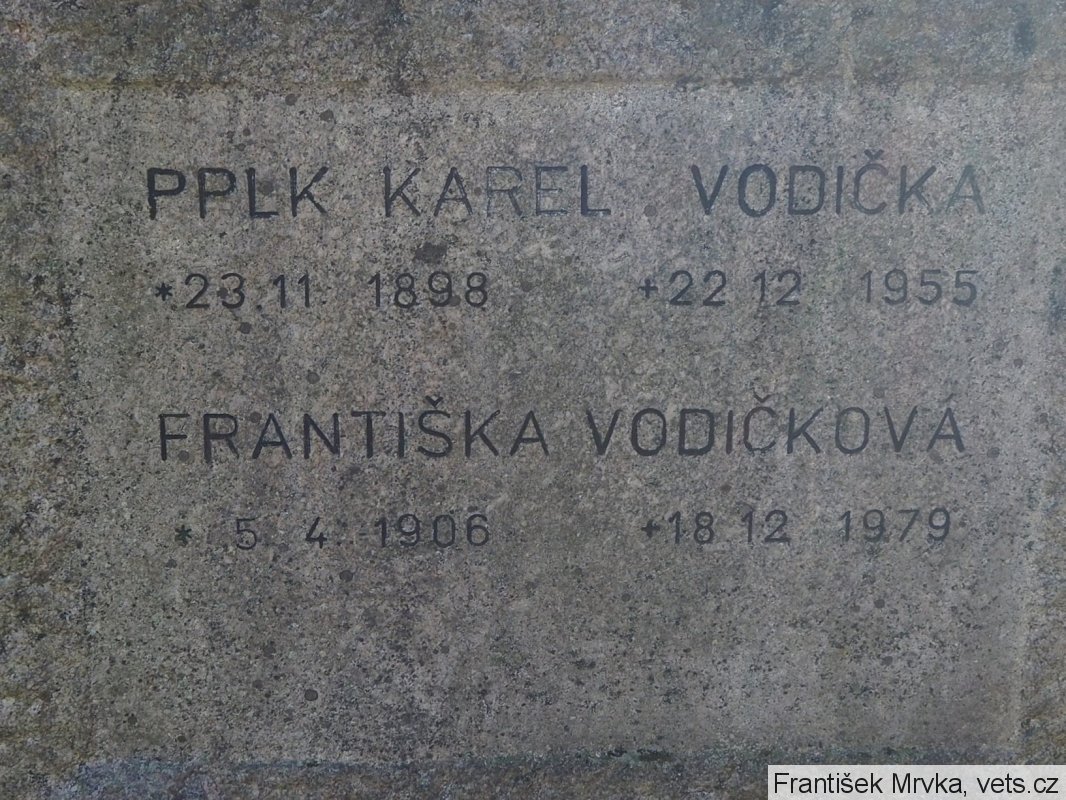 PPLK KAREL VODIČKA
*23.11 1898 +22 12 1955
FRANTIŠKA VODIČKOVÁ
* 5. 4. 1906 +18.12 1979
František Mrvka, vets.cz